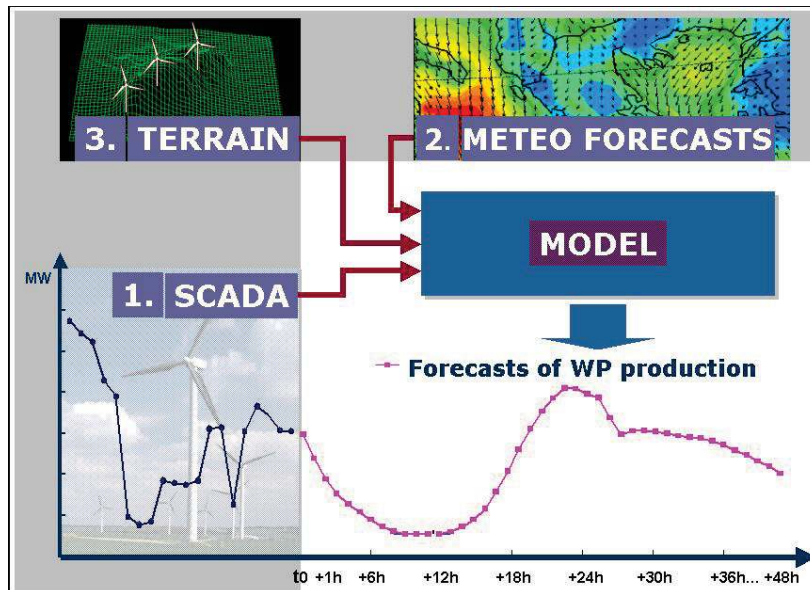 3. TERRAIN
2. METEO FORECASTS
MODEL
1. SCADA
MW
Forecasts of WP production
t0 +1h +6h +12h +18h +24h +30h +36h... +48h